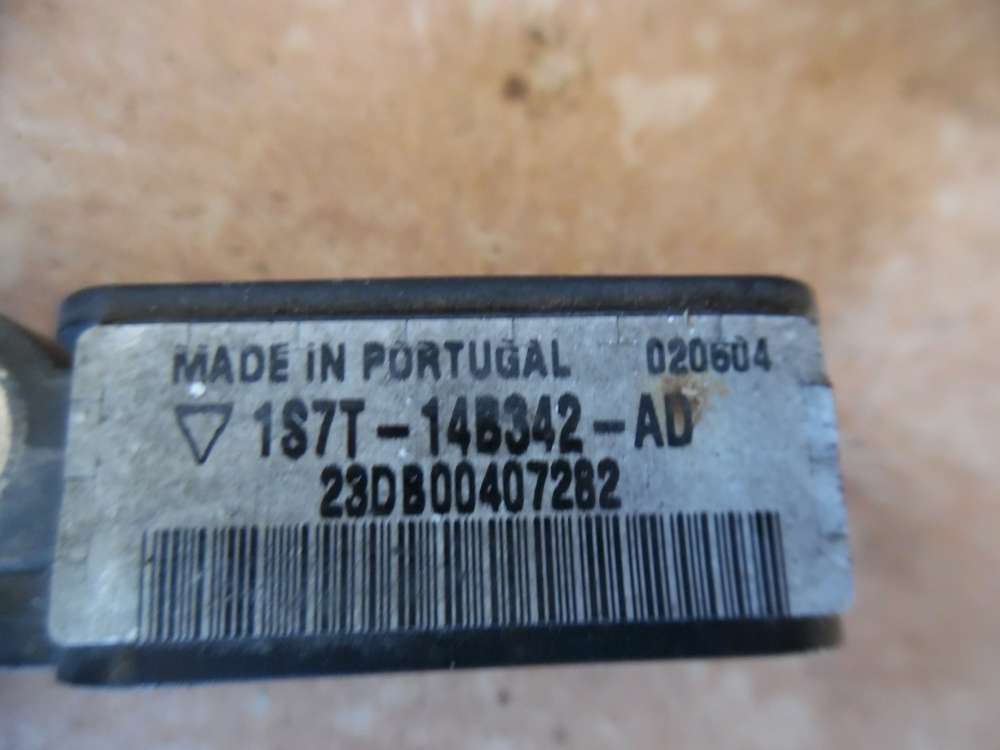 MADE IN PORTUGAL 020604
1S7T-14B342-AD
23DB00407282